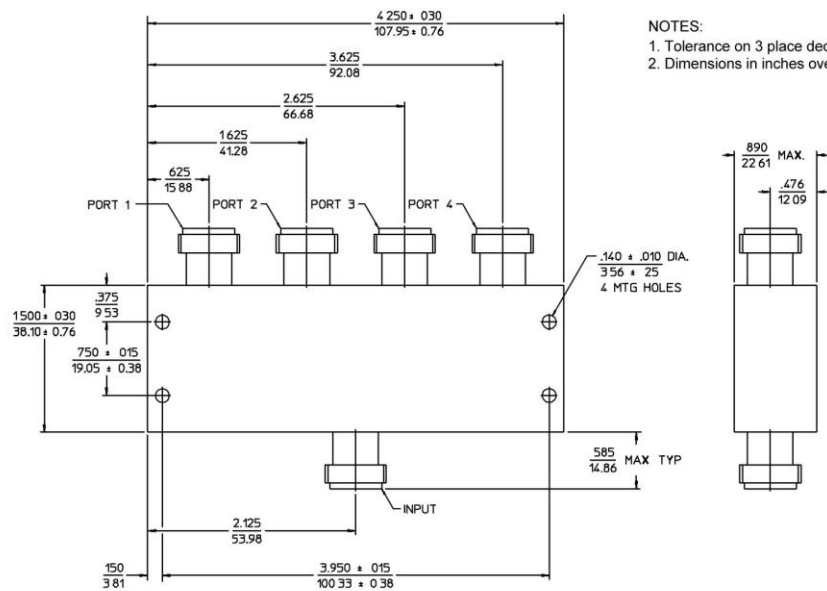 4 250± 030
107.95± 0.76
NOTES:
1. Tolerance on 3 place dec
2. Dimensions in inches ove
3.625
92.08
2.625
66.68
1625
41.28
625
15 88
890 MAX.
22 61
.476
12 09
PORT 1
PORT 2
PORT 3
PORT 4
.140 ± .010 DIA.
3 56 ± 25
4 MTG HOLES
.375
9 53
1500± 030
38.10± 0.76
750 ± 015
19.05 ± 0.38
585 MAX TYP
14.86
INPUT
2.125
53.98
150
3 81
3.950 ± 015
100 33 ± 0 38